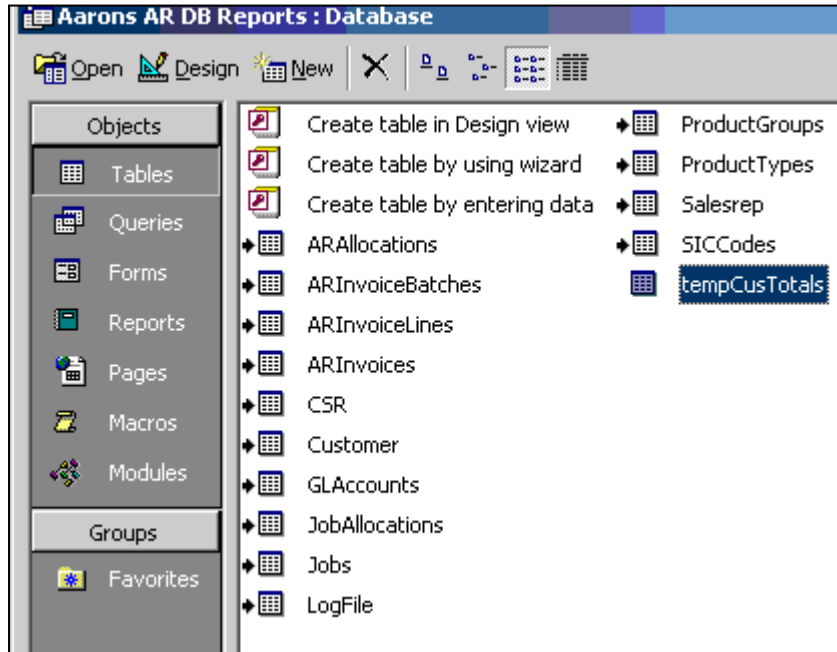 Aarons AR DB Reports : Database
Open Design New
Objects
Tables
Queries
Forms
Reports
Pages
Macros
Modules
Groups
Favorites
Create table in Design view
Create table by using wizard
Create table by entering data
ARAllocations
ARInvoiceBatches
ARInvoiceLines
ARInvoices
CSR
Customer
GLAccounts
JobAllocations
Jobs
LogFile
ProductGroups
ProductTypes
Salesrep
SICCodes
tempCusTotals